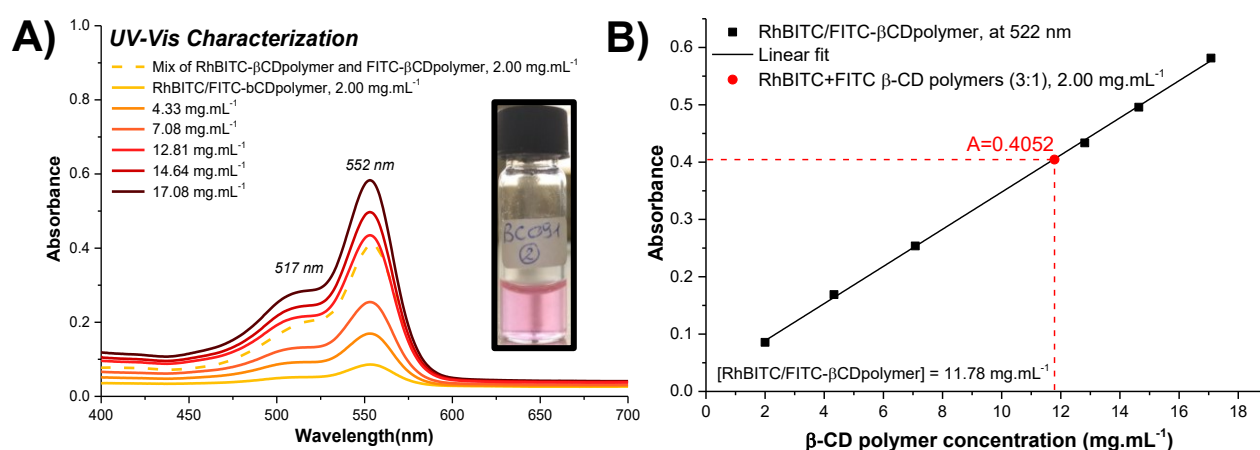 A)
UV-Vis Characterization
Mix of RhBITC-βCDpolymer and FITC-βCDpolymer, 2.00 mg.mL⁻¹
RhBITC/FITC-bCDpolymer, 2.00 mg.mL⁻¹
4.33 mg.mL⁻¹
7.08 mg.mL⁻¹
12.81 mg.mL⁻¹
14.64 mg.mL⁻¹
17.08 mg.mL⁻¹
517 nm
552 nm
BC091
2
Absorbance
1.0
0.8
0.6
0.4
0.2
0.0
400
450
500
550
600
650
700
Wavelength(nm)
B)
RhBITC/FITC-βCDpolymer, at 522 nm
Linear fit
RhBITC+FITC β-CD polymers (3:1), 2.00 mg.mL⁻¹
A=0.4052
[RhBITC/FITC-βCDpolymer] = 11.78 mg.mL⁻¹
Absorbance
0.6
0.5
0.4
0.3
0.2
0.1
0.0
0
2
4
6
8
10
12
14
16
18
β-CD polymer concentration (mg.mL⁻¹)